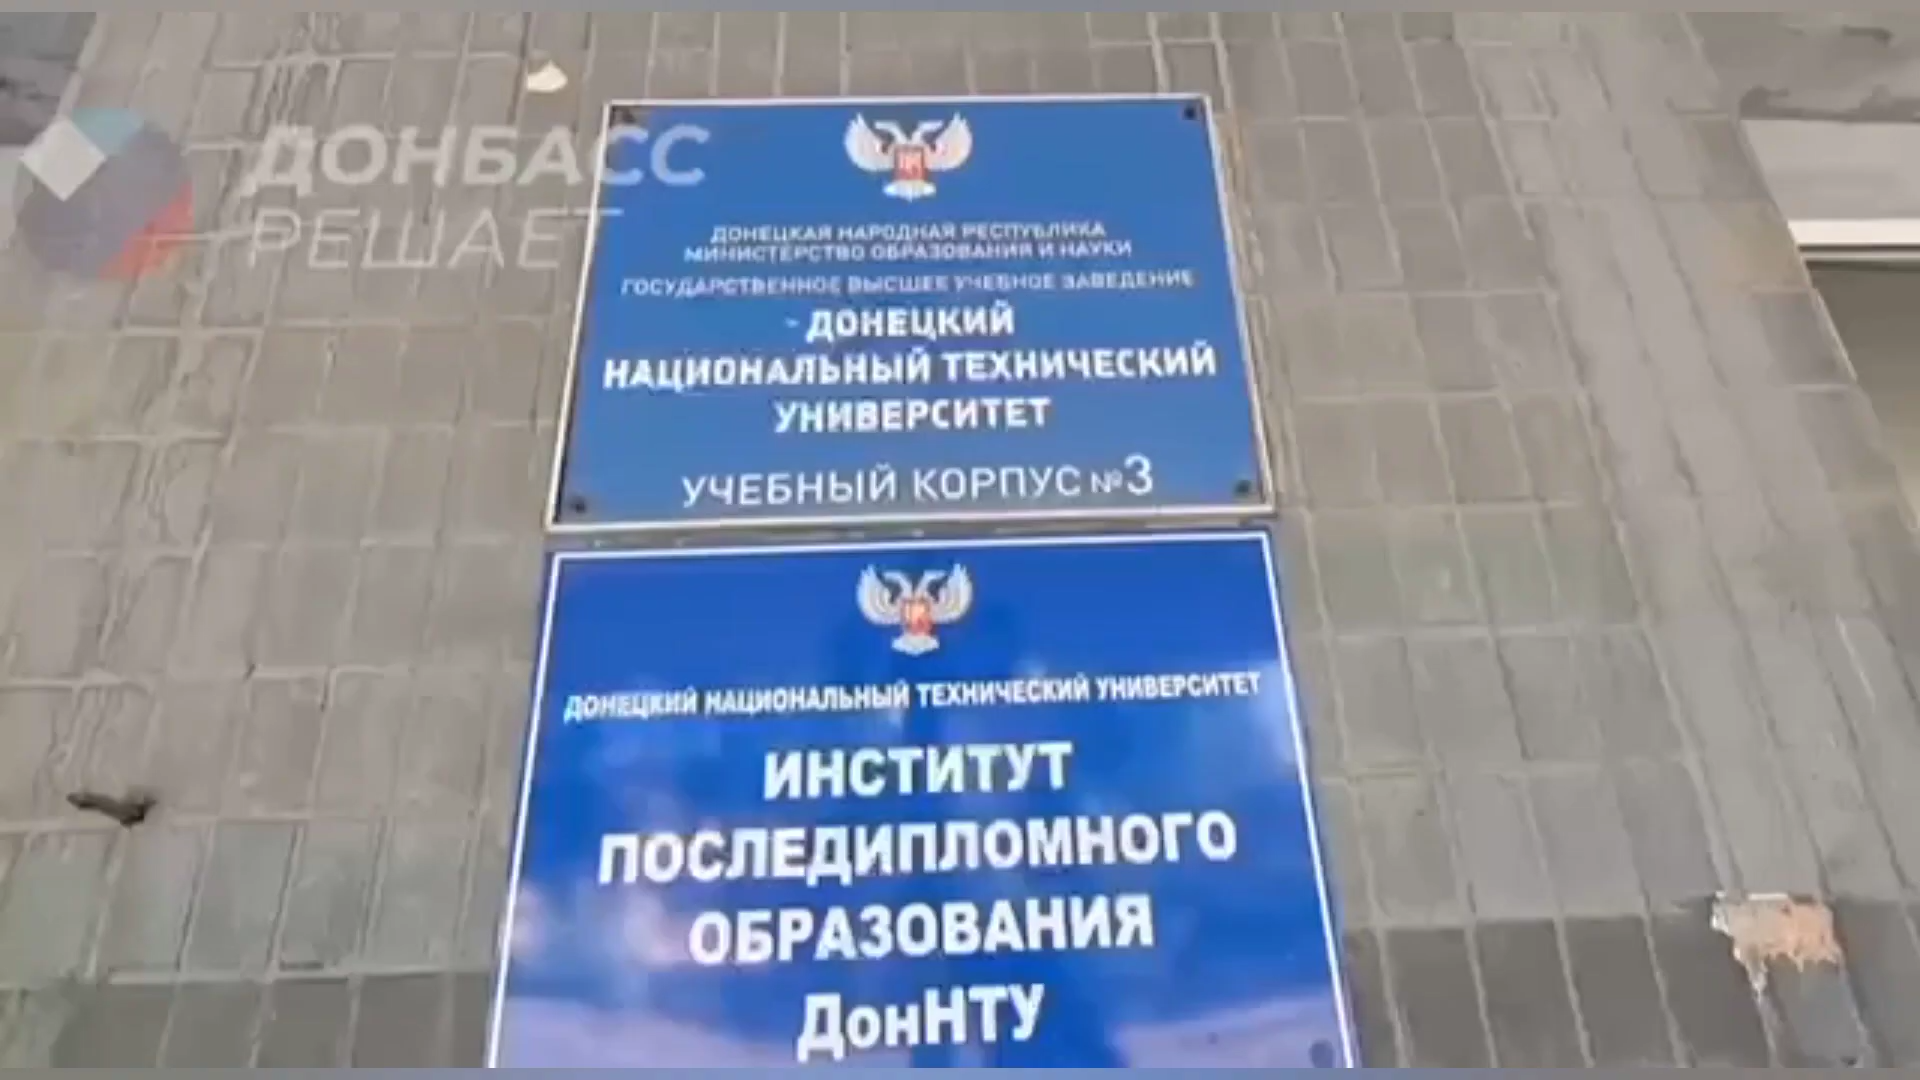 ДОНБАСС
РЕШАЕТ
ДОНЕЦКАЯ НАРОДНАЯ РЕСПУБЛИКА
МИНИСТЕРСТВО ОБРАЗОВАНИЯ И НАУКИ
ГОСУДАРСТВЕННОЕ ВЫСШЕЕ УЧЕБНОЕ ЗАВЕДЕНИЕ
ДОНЕЦКИЙ
НАЦИОНАЛЬНЫЙ ТЕХНИЧЕСКИЙ
УНИВЕРСИТЕТ
УЧЕБНЫЙ КОРПУС №3
ДОНЕЦКИЙ НАЦИОНАЛЬНЫЙ ТЕХНИЧЕСКИЙ УНИВЕРСИТЕТ
ИНСТИТУТ
ПОСЛЕДИПЛОМНОГО
ОБРАЗОВАНИЯ
ДонНТУ